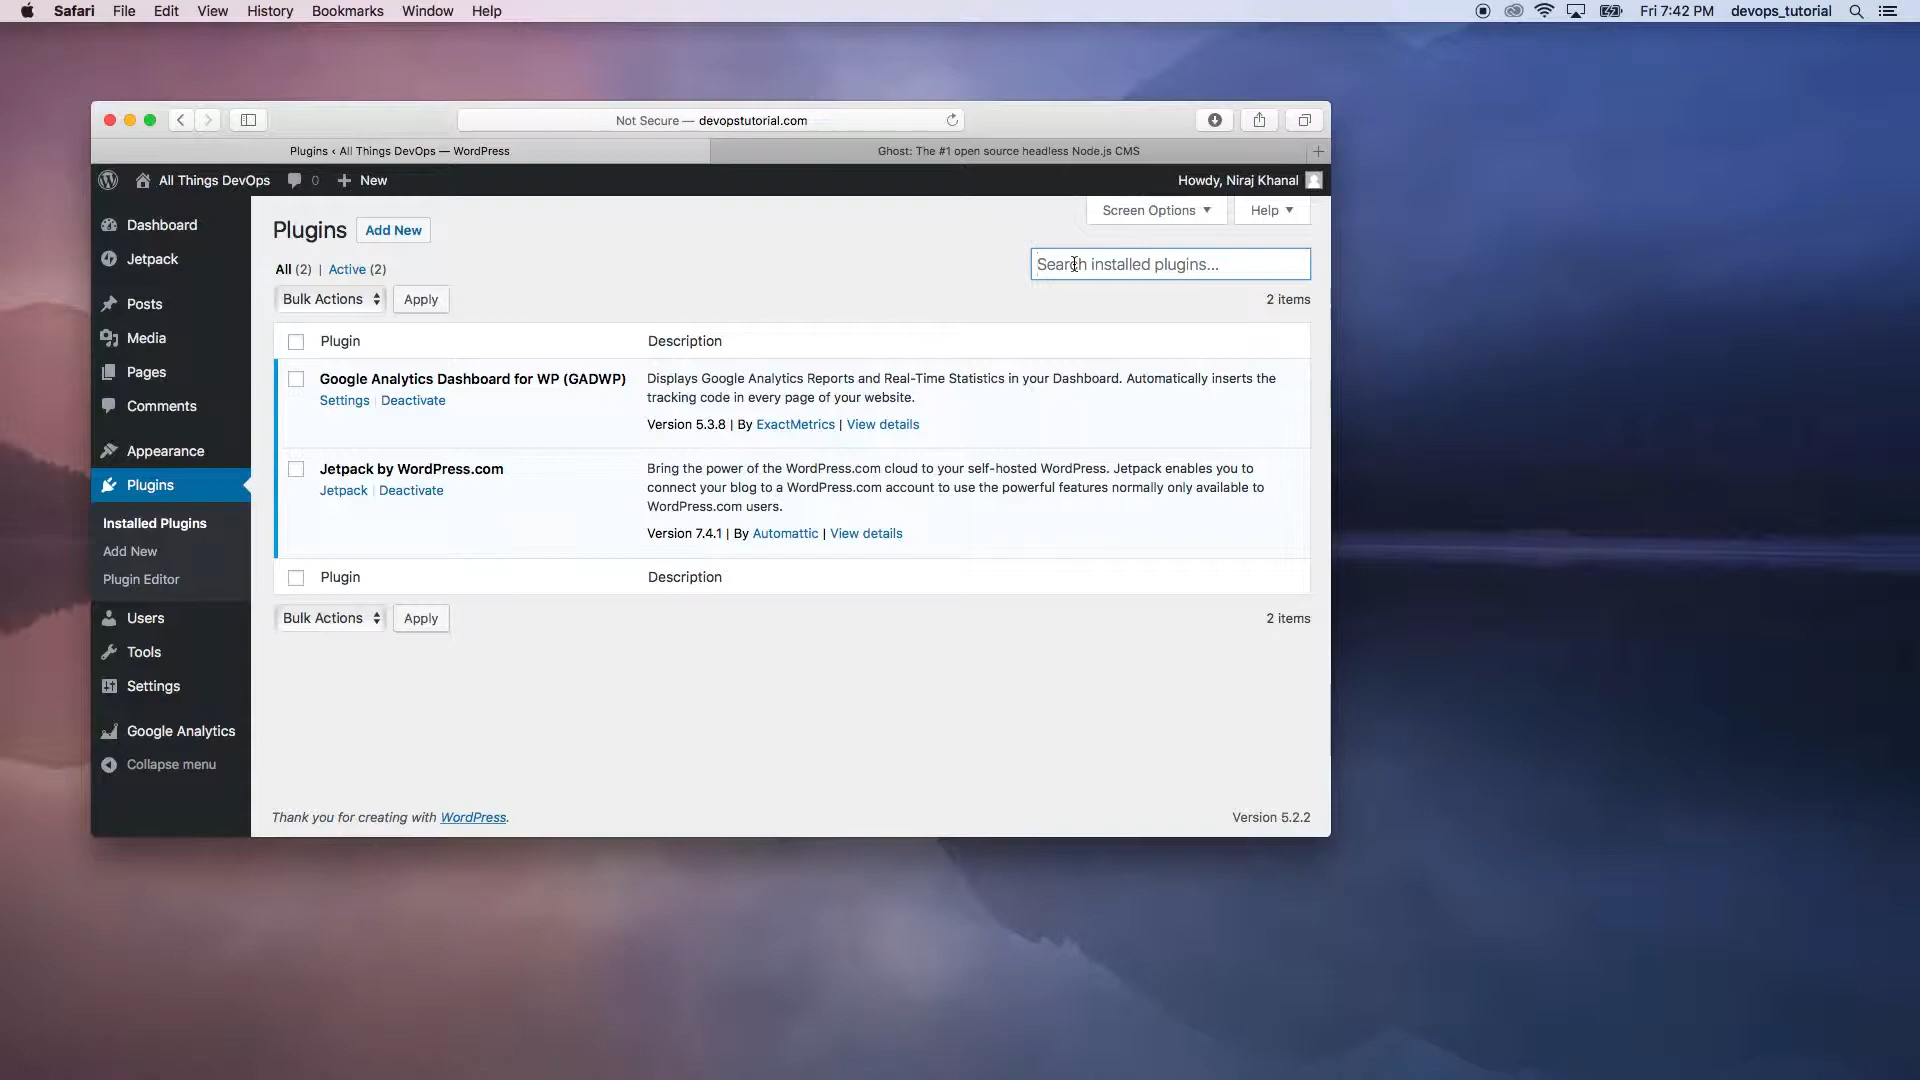 Safari File Edit View History Bookmarks Window Help Fri 7:42 PM devops_tutorial
Not Secure — devopstutorial.com
Plugins ‹ All Things DevOps — WordPress Ghost: The #1 open source headless Node.js CMS
All Things DevOps 0 New Howdy, Niraj Khanal
Screen Options Help
Dashboard
Jetpack
Posts
Media
Pages
Comments
Appearance
Plugins
Installed Plugins
Add New
Plugin Editor
Users
Tools
Settings
Google Analytics
Collapse menu
Plugins Add New
All (2) | Active (2)
Search installed plugins...
Bulk Actions Apply 2 items
Plugin Description
Google Analytics Dashboard for WP (GADWP)
Settings | Deactivate
Displays Google Analytics Reports and Real-Time Statistics in your Dashboard. Automatically inserts the
tracking code in every page of your website.
Version 5.3.8 | By ExactMetrics | View details
Jetpack by WordPress.com
Jetpack | Deactivate
Bring the power of the WordPress.com cloud to your self-hosted WordPress. Jetpack enables you to
connect your blog to a WordPress.com account to use the powerful features normally only available to
WordPress.com users.
Version 7.4.1 | By Automattic | View details
Plugin Description
Bulk Actions Apply 2 items
Thank you for creating with WordPress. Version 5.2.2